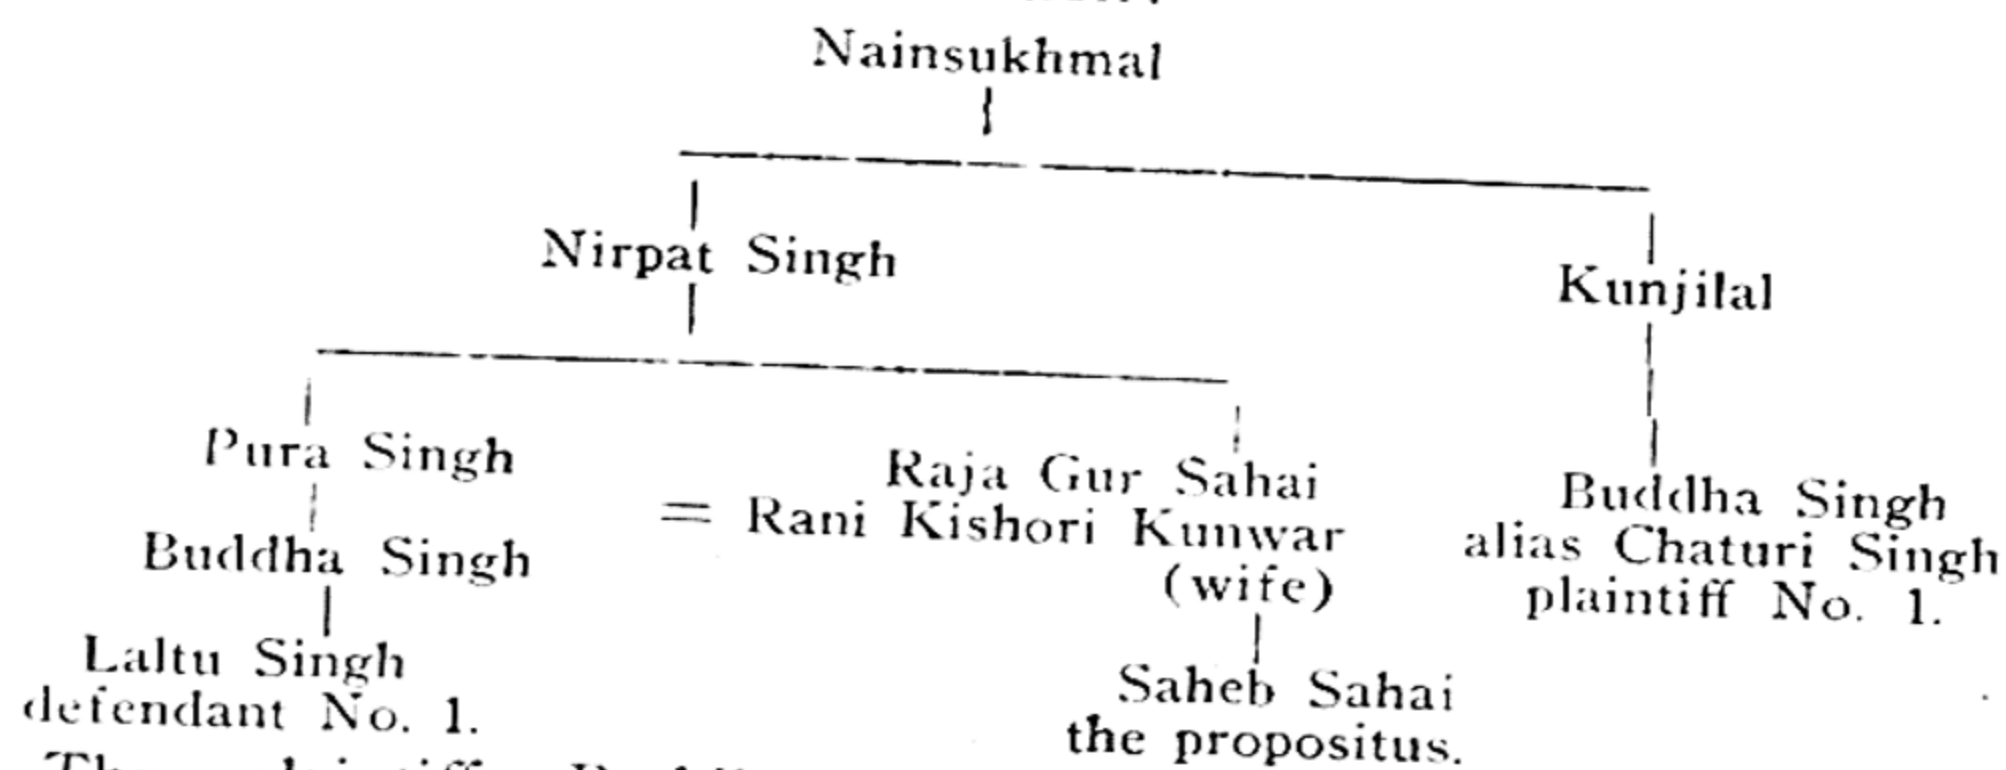 Nainsukhmal
Nirpat Singh
Kunjilal
Pura Singh
Raja Gur Sahai
= Rani Kishori Kunwar
(wife)
Buddha Singh
alias Chaturi Singh
plaintiff No. 1.
Buddha Singh
Laltu Singh
defendant No. 1.
Saheb Sahai
the propositus.